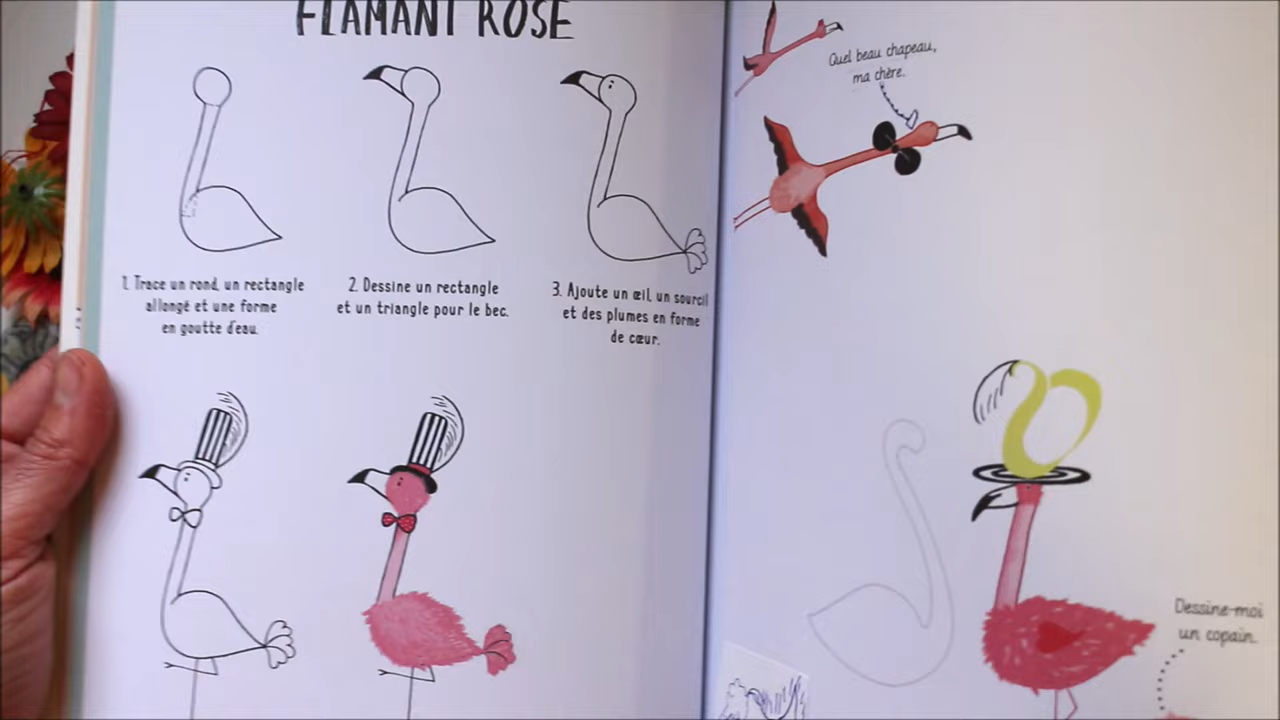 FLAMANT ROSE
1. Trace un rond, un rectangle
allongé et une forme
en goutte d'eau.
2. Dessine un rectangle
et un triangle pour le bec.
3. Ajoute un œil, un sourcil
et des plumes en forme
de cœur.
Quel beau chapeau,
ma chère.
Dessine-moi
un copain.